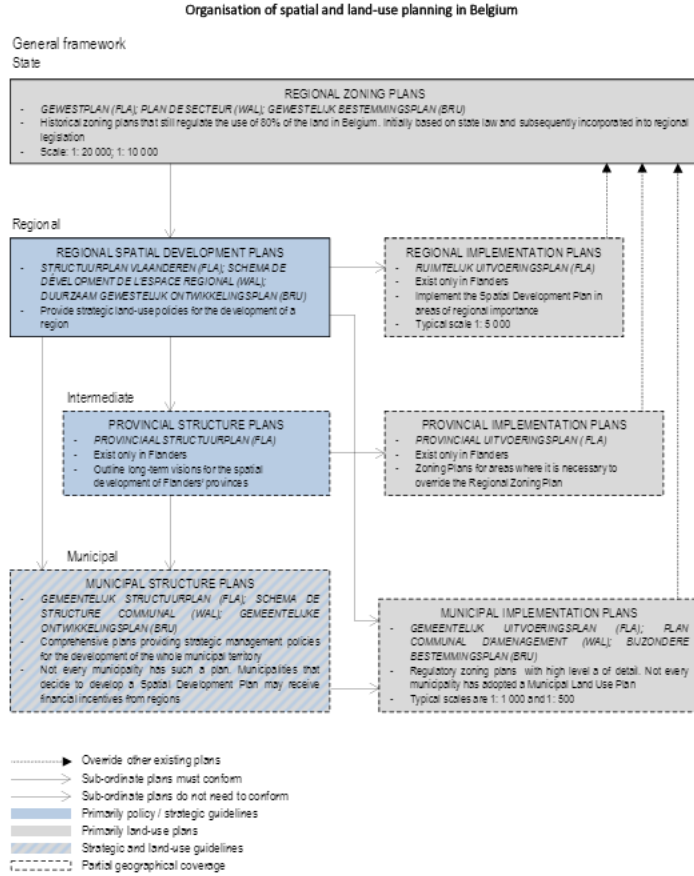 Organisation of spatial and land-use planning in Belgium
General framework
State
REGIONAL ZONING PLANS
- GEWESTPLAN (FLA); PLAN DE SECTEUR (WAL); GEWESTELIJK BESTEMMINGSPLAN (BRU)
- Historical zoning plans that still regulate the use of 80% of the land in Belgium. Initially based on state law and subsequently incorporated into regional
legislation
- Scale: 1: 20 000; 1: 10 000
Regional
REGIONAL SPATIAL DEVELOPMENT PLANS
- STRUCTUURPLAN VLAANDEREN (FLA); SCHEMA DE
DÉVELOPMENT DE L'ESPACE REGIONAL (WAL);
DUURZAAM GEWESTELIJK ONTWIKKELINGSPLAN (BRU)
- Provide strategic land-use policies for the development of a
region
REGIONAL IMPLEMENTATION PLANS
- RUIMTELIJK UITVOERINGSPLAN (FLA)
- Exist only in Flanders
- Implement the Spatial Development Plan in
areas of regional importance
- Typical scale 1: 5 000
Intermediate
PROVINCIAL STRUCTURE PLANS
- PROVINCIAAL STRUCTUURPLAN (FLA)
- Exist only in Flanders
- Outline long-term visions for the spatial
development of Flanders' provinces
PROVINCIAL IMPLEMENTATION PLANS
- PROVINCIAAL UITVOERINGSPLAN (FLA)
- Exist only in Flanders
- Zoning Plans for areas where it is necessary to
override the Regional Zoning Plan
Municipal
MUNICIPAL STRUCTURE PLANS
- GEMEENTELIJK STRUCTUURPLAN (FLA); SCHEMA DE
STRUCTURE COMMUNAL (WAL); GEMEENTELIJKE
ONTWIKKELINGSPLAN (BRU)
- Comprehensive plans providing strategic management policies
for the development of the whole municipal territory
- Not every municipality has such a plan. Municipalities that
decide to develop a Spatial Development Plan may receive
financial incentives from regions
MUNICIPAL IMPLEMENTATION PLANS
- GEMEENTELIJK UITVOERINGSPLAN (FLA); PLAN
COMMUNAL D'AMENAGEMENT (WAL); BIJZONDERE
BESTEMMINGSPLAN (BRU)
- Regulatory zoning plans with high level a of detail. Not every
municipality has adopted a Municipal Land Use Plan
- Typical scales are 1: 1 000 and 1: 500
Override other existing plans
Sub-ordinate plans must conform
Sub-ordinate plans do not need to conform
Primarily policy / strategic guidelines
Primarily land-use plans
Strategic and land-use guidelines
Partial geographical coverage